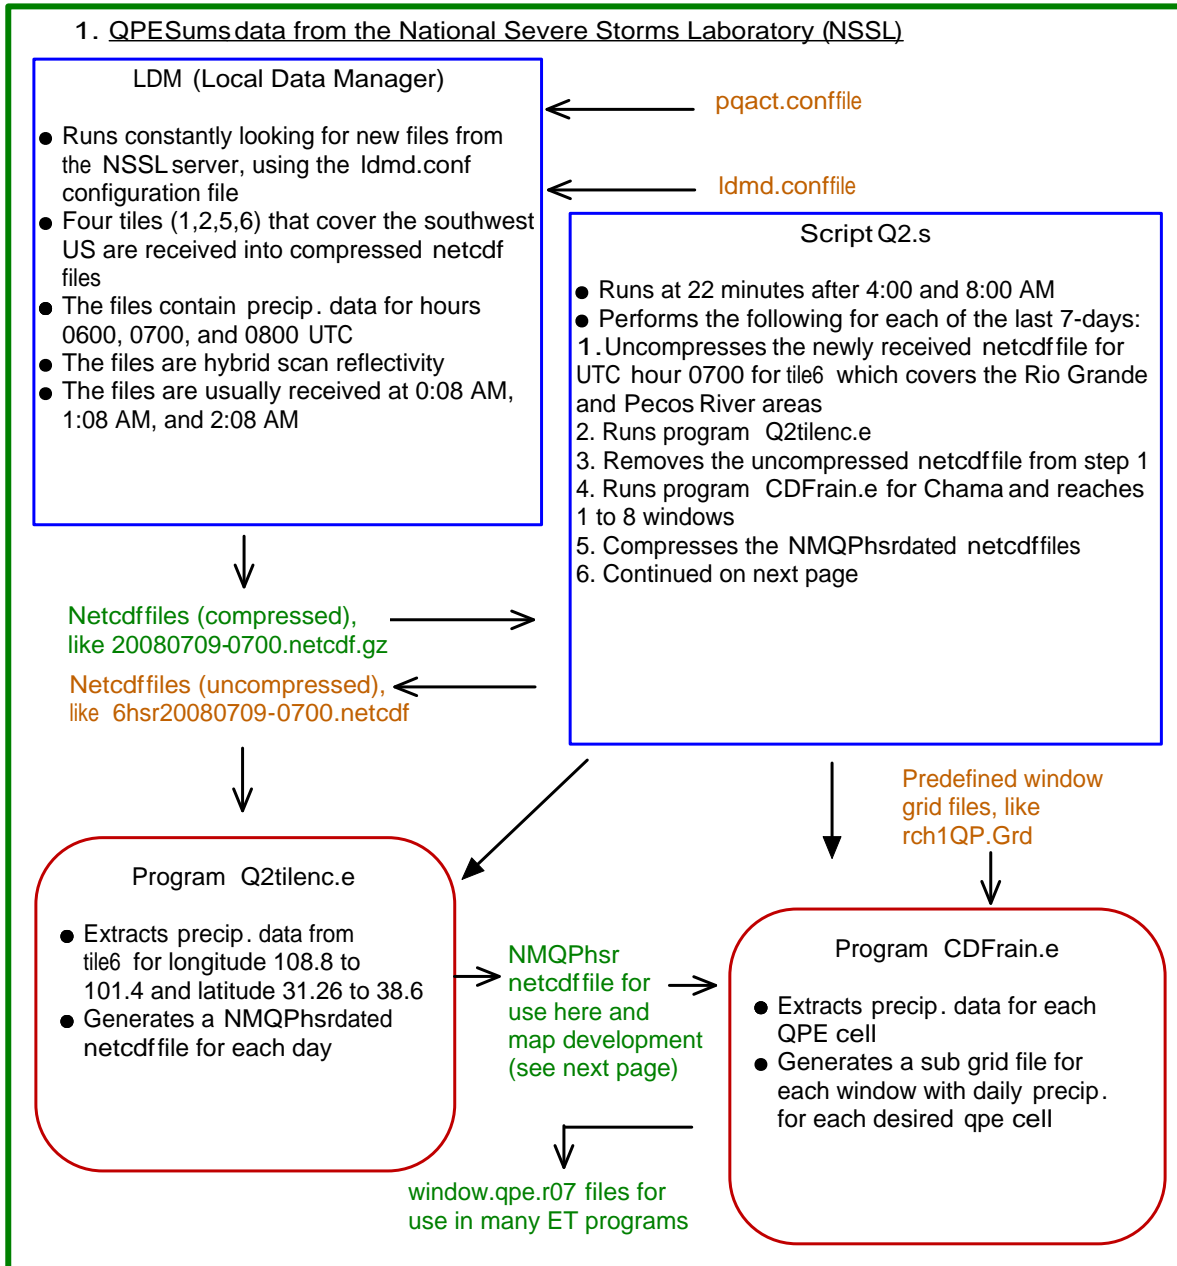 1. QPESums data from the National Severe Storms Laboratory (NSSL)
LDM (Local Data Manager)
● Runs constantly looking for new files from
the NSSL server, using the ldmd.conf
configuration file
● Four tiles (1,2,5,6) that cover the southwest
US are received into compressed netcdf
files
● The files contain precip. data for hours
0600, 0700, and 0800 UTC
● The files are hybrid scan reflectivity
● The files are usually received at 0:08 AM,
1:08 AM, and 2:08 AM
pqact.conf file
ldmd.conf file
Script Q2.s
● Runs at 22 minutes after 4:00 and 8:00 AM
● Performs the following for each of the last 7-days:
1. Uncompresses the newly received netcdf file for
UTC hour 0700 for tile6 which covers the Rio Grande
and Pecos River areas
2. Runs program Q2tilenc.e
3. Removes the uncompressed netcdf file from step 1
4. Runs program CDFrain.e for Chama and reaches
1 to 8 windows
5. Compresses the NMQPhsrdated netcdf files
6. Continued on next page
Netcdf files (compressed),
like 20080709-0700.netcdf.gz
Netcdf files (uncompressed),
like 6hsr20080709-0700.netcdf
Predefined window
grid files, like
rch1QP.Grd
Program Q2tilenc.e
● Extracts precip. data from
tile6 for longitude 108.8 to
101.4 and latitude 31.26 to 38.6
● Generates a NMQPhsrdated
netcdf file for each day
NMQPhsr
netcdf file for
use here and
map development
(see next page)
Program CDFrain.e
● Extracts precip. data for each
QPE cell
● Generates a sub grid file for
each window with daily precip.
for each desired qpe cell
window.qpe.r07 files for
use in many ET programs